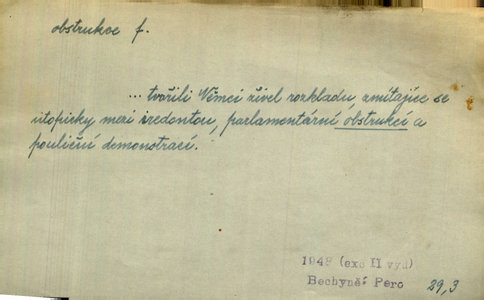 obstrukce f.
... tvořili Němci živel rozkladu, zmítajíce se
utopicky mezi iredentou, parlamentární obstrukcí a
pouliční demonstrací.
1948 (exc II vyd)
Bechyně: Pero
29,3